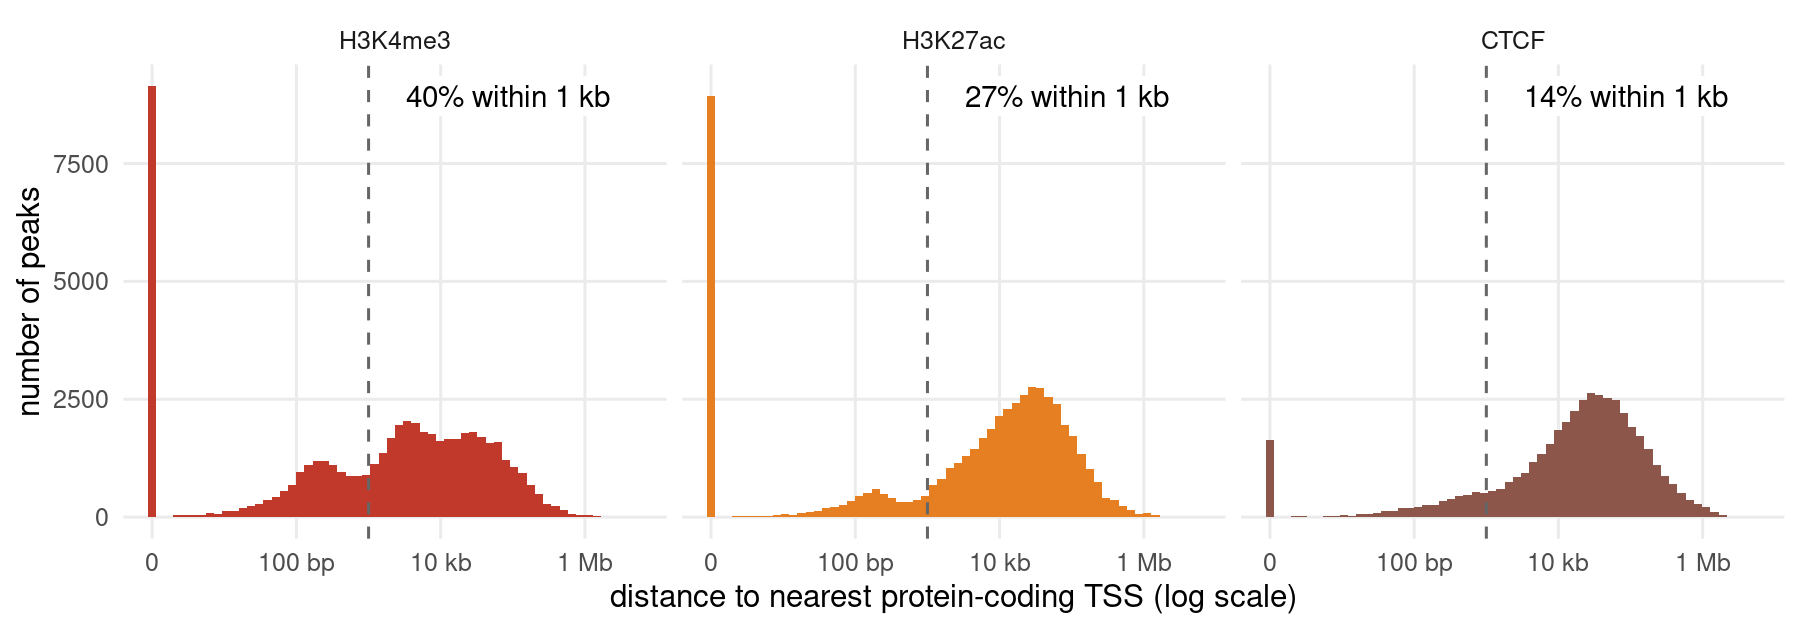 H3K4me3 H3K27ac CTCF
40% within 1 kb 27% within 1 kb 14% within 1 kb
number of peaks
7500
5000
2500
0
0 100 bp 10 kb 1 Mb 0 100 bp 10 kb 1 Mb 0 100 bp 10 kb 1 Mb
distance to nearest protein-coding TSS (log scale)